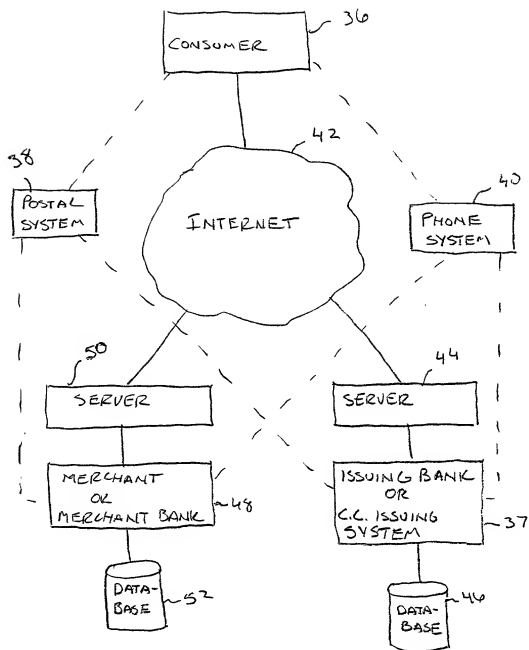 36
CONSUMER
42
38
POSTAL
SYSTEM
INTERNET
40
PHONE
SYSTEM
50
SERVER
44
SERVER
MERCHANT
OR
MERCHANT BANK
48
ISSUING BANK
OR
C.C. ISSUING
SYSTEM
37
DATA-
BASE
52
DATA-
BASE
46